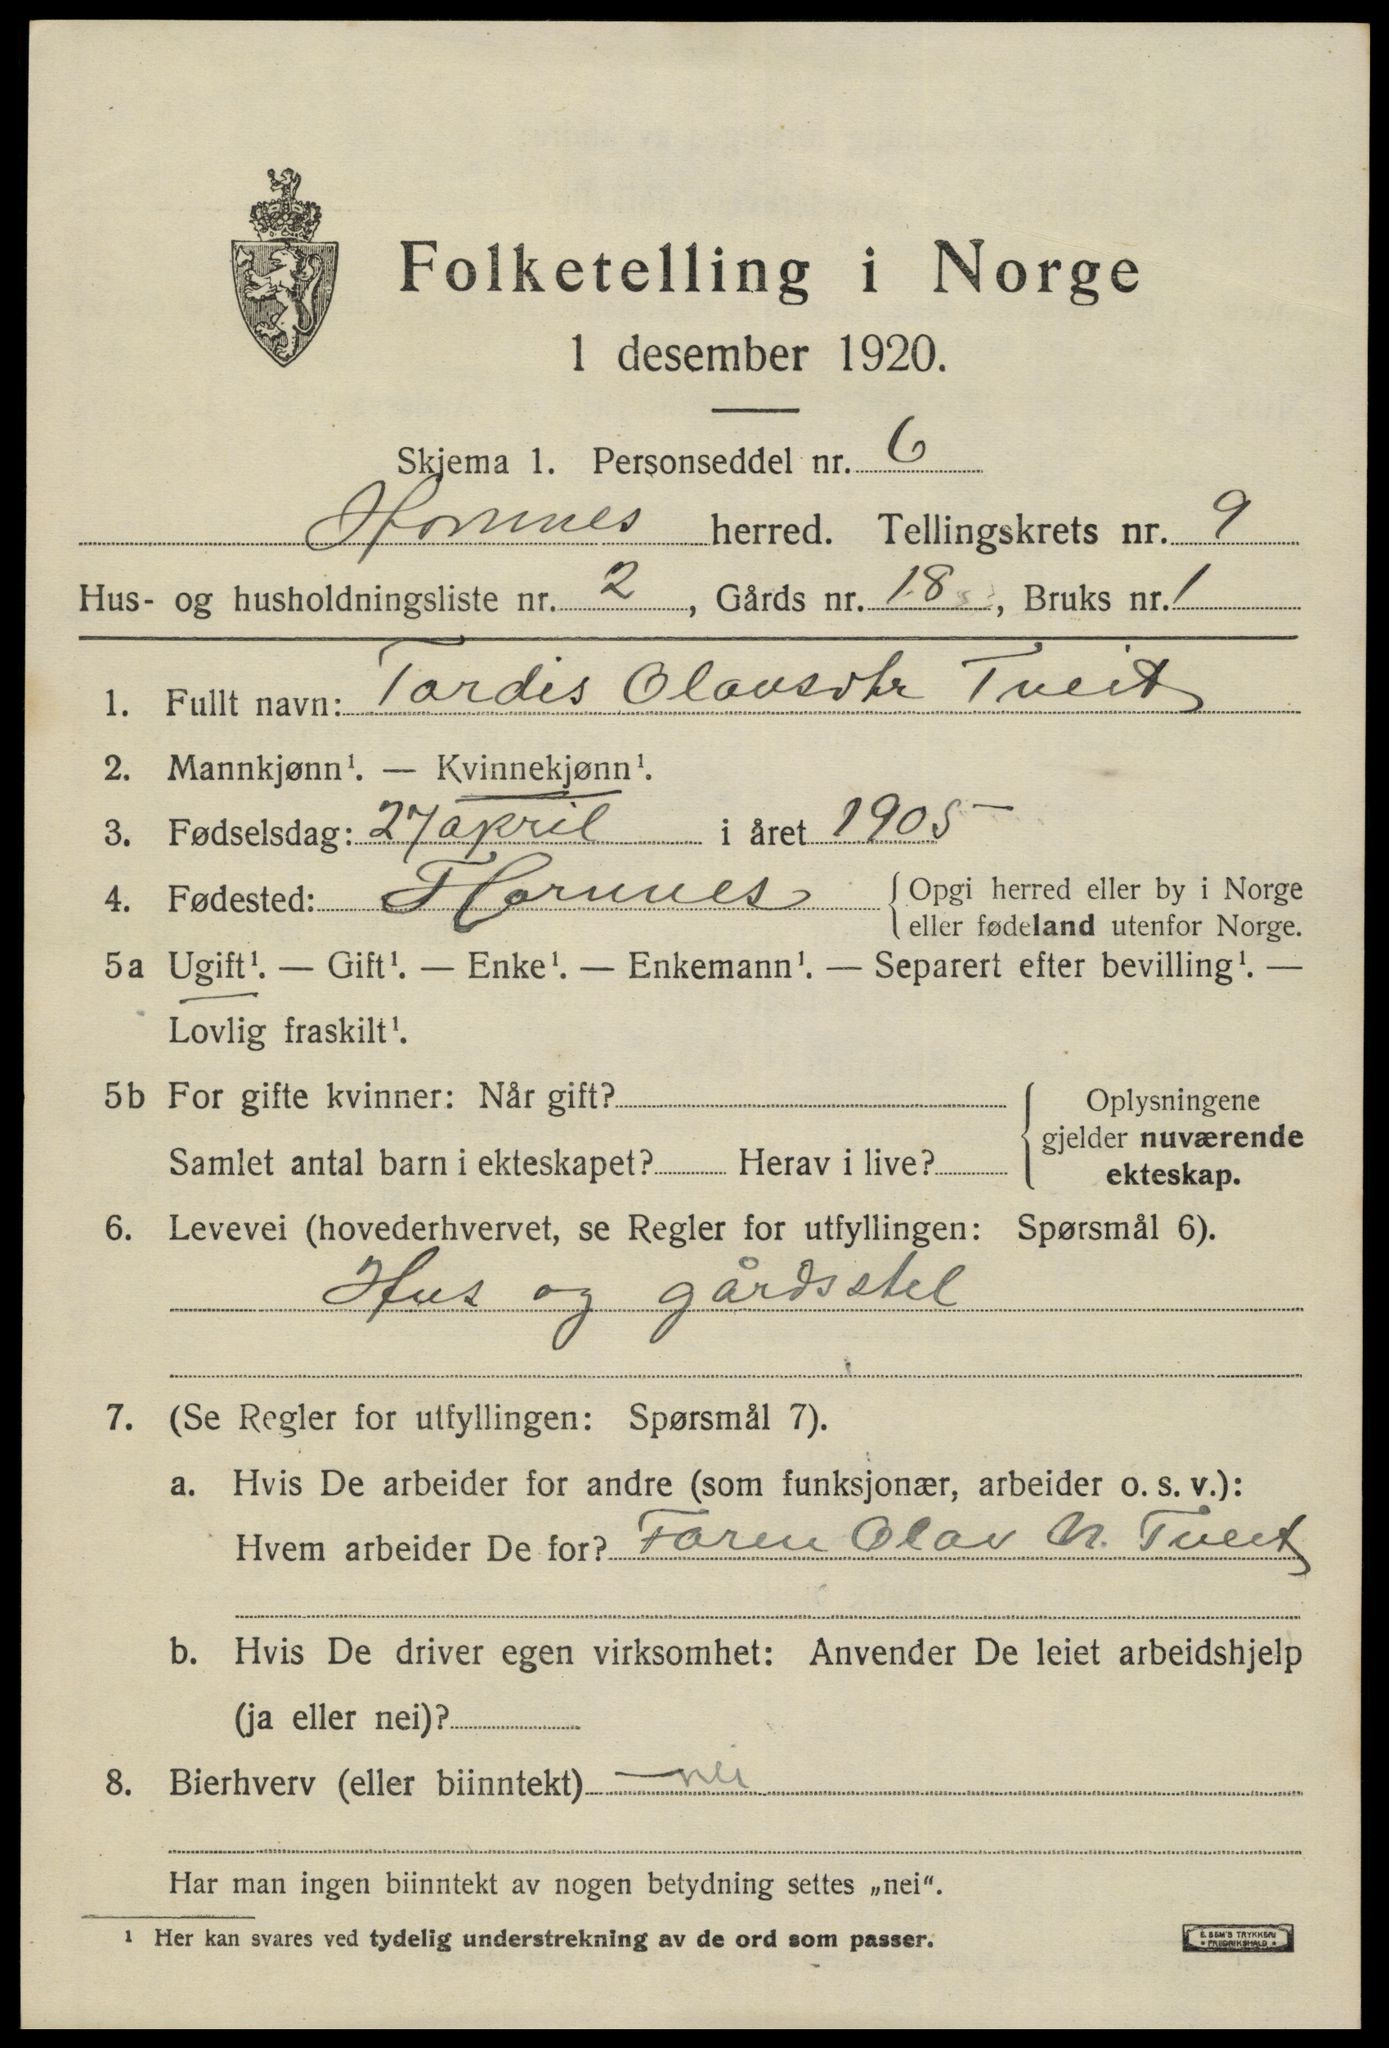 Folketelling i Norge
1 desember 1920.
Skjema 1. Personseddel nr. 6
Hornnes herred. Tellingskrets nr. 9
Hus- og husholdningsliste nr. 2, Gårds nr. 18, Bruks nr. 1
1. Fullt navn: Tordis Olavsdtr Tveit
2. Mannkjønn¹. — Kvinnekjønn¹.
3. Fødselsdag: 27 april i året 1905
4. Fødested: Hornnes { Opgi herred eller by i Norge
eller fødeland utenfor Norge.
5a Ugift¹. — Gift¹. — Enke¹. — Enkemann¹. — Separert efter bevilling¹. —
Lovlig fraskilt¹.
5b For gifte kvinner: Når gift?
Samlet antal barn i ekteskapet? Herav i live?
Oplysningene
gjelder nuværende
ekteskap.
6. Levevei (hovederhvervet, se Regler for utfyllingen: Spørsmål 6).
Hus og gårdsstel
7. (Se Regler for utfyllingen: Spørsmål 7).
a. Hvis De arbeider for andre (som funksjonær, arbeider o. s. v.):
Hvem arbeider De for? Faren Olav N. Tveit
b. Hvis De driver egen virksomhet: Anvender De leiet arbeidshjelp
(ja eller nei)?
8. Bierhverv (eller biinntekt) nei
Har man ingen biinntekt av nogen betydning settes „nei“.
¹ Her kan svares ved tydelig understrekning av de ord som passer.
E. SEM'S TRYKKERI
FREDRIKSHALD